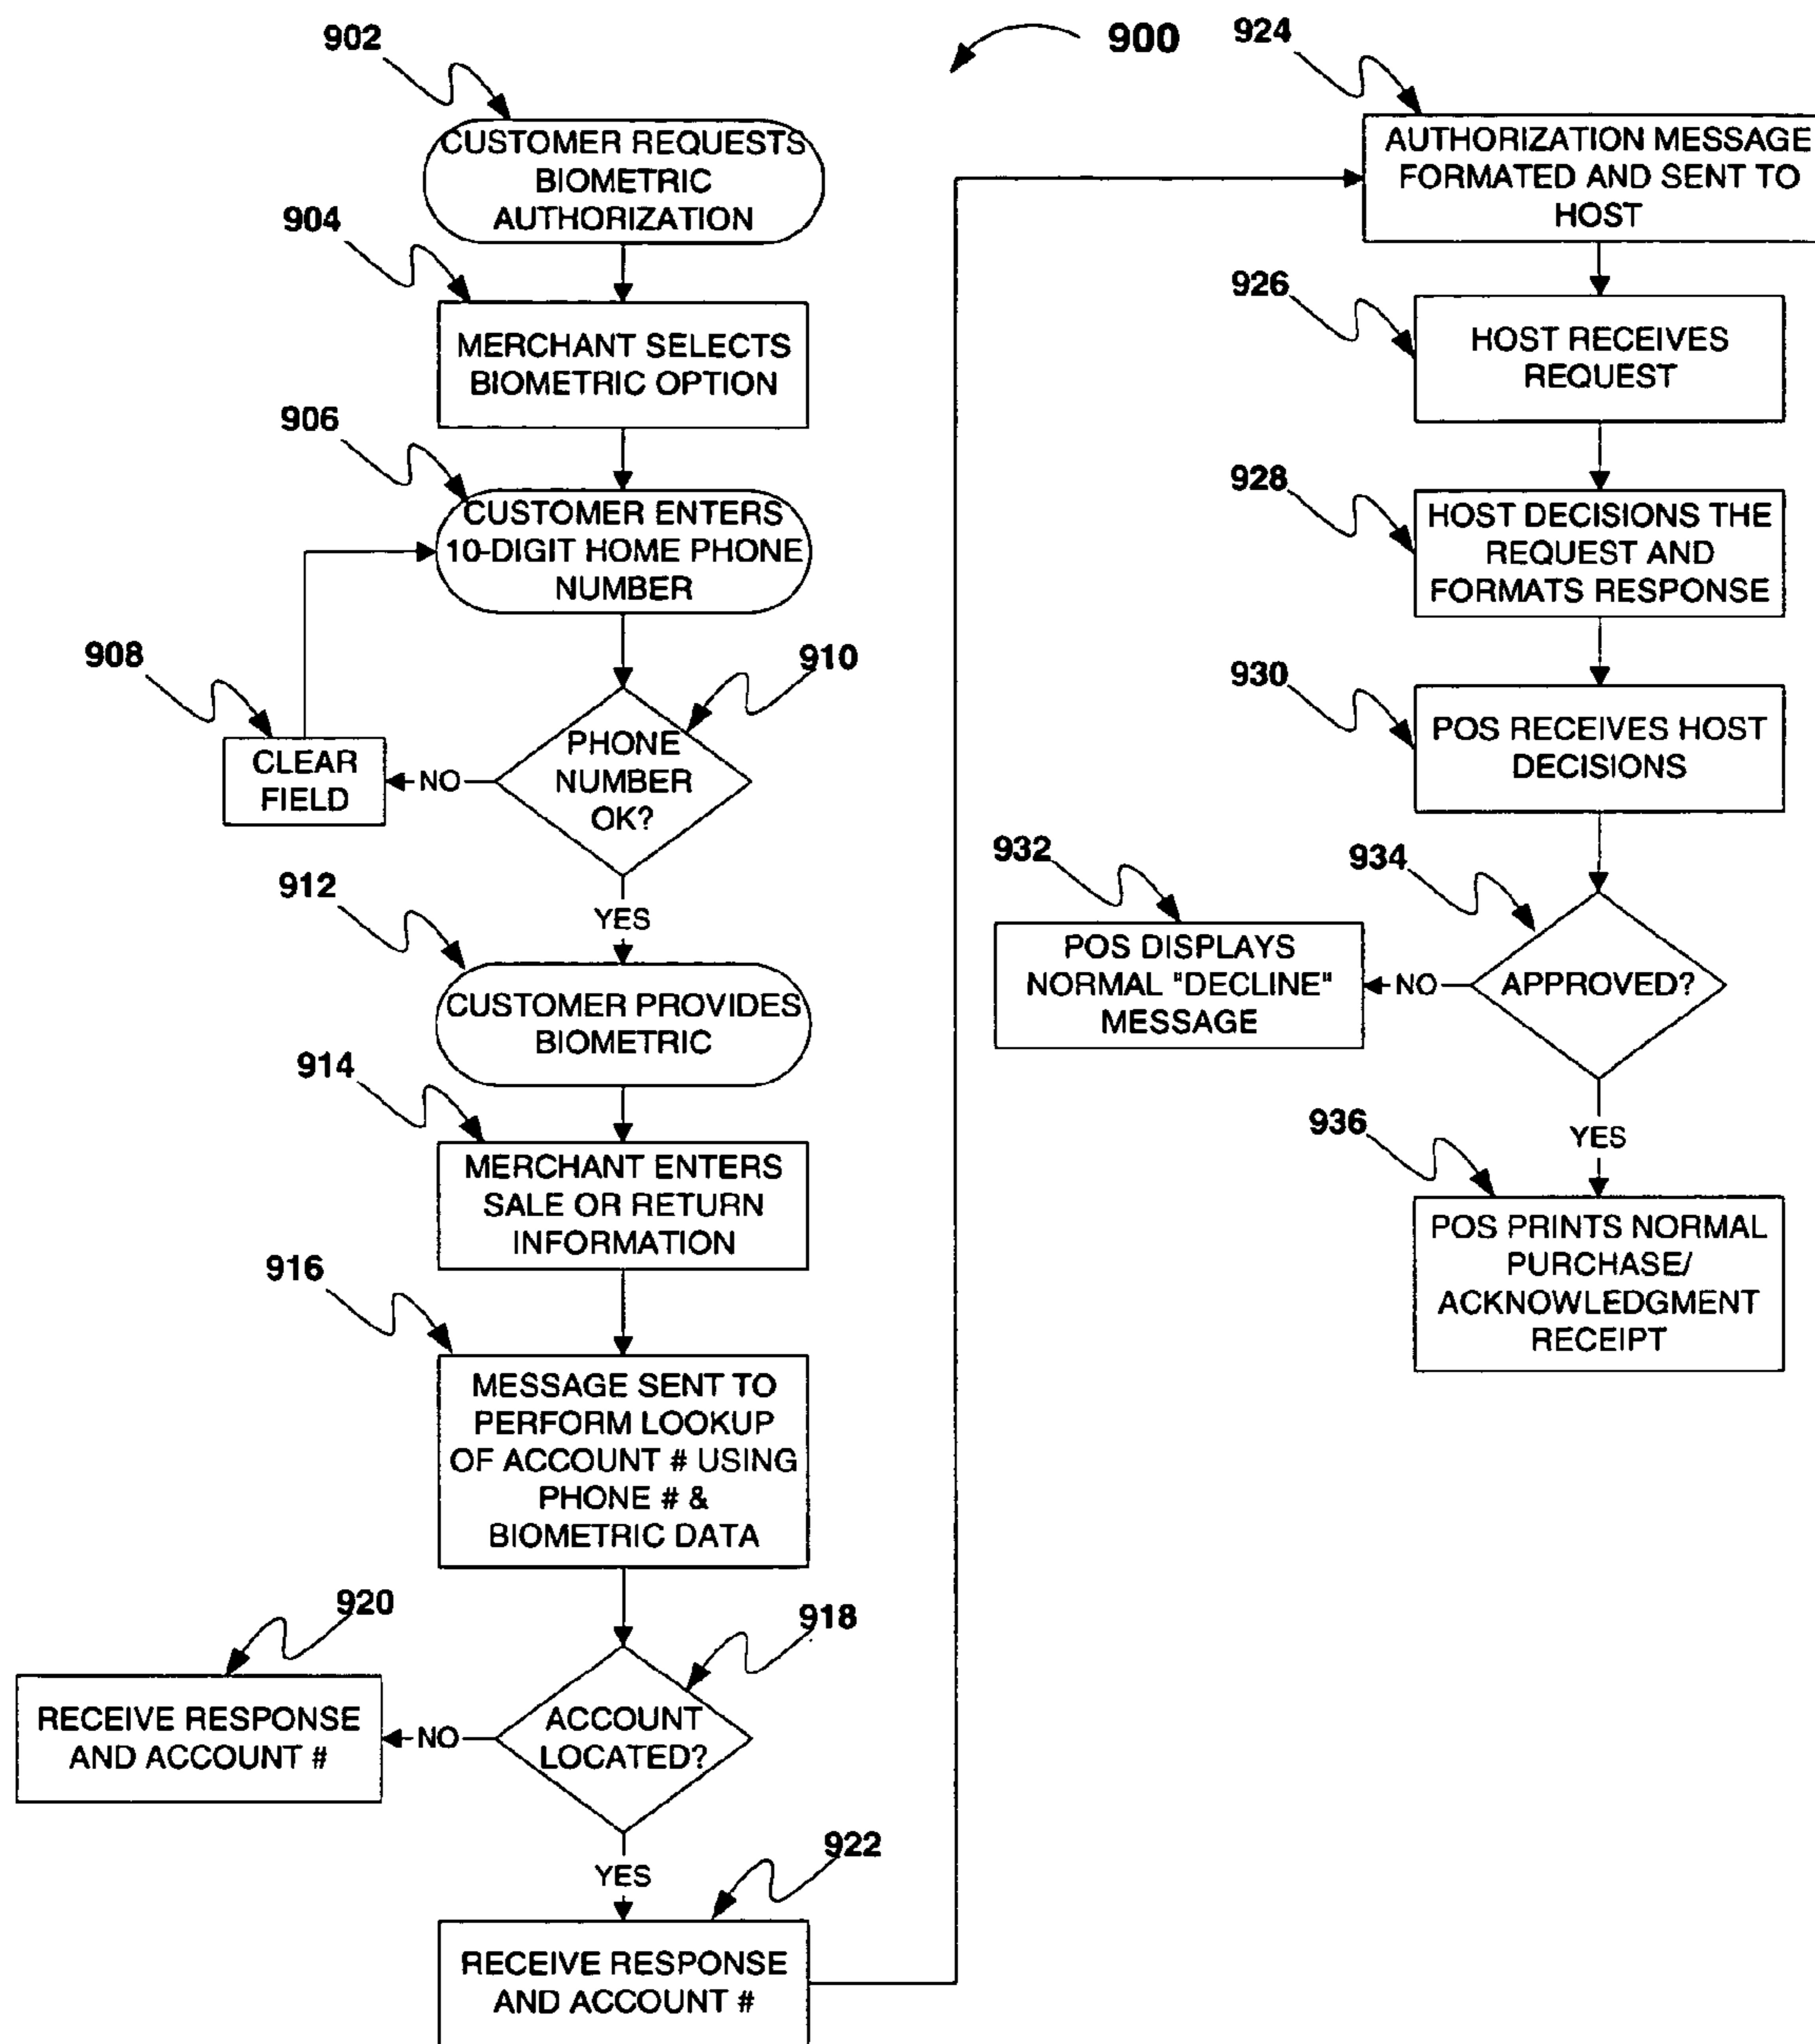 900
902
CUSTOMER REQUESTS
BIOMETRIC
AUTHORIZATION
904
MERCHANT SELECTS
BIOMETRIC OPTION
906
CUSTOMER ENTERS
10-DIGIT HOME PHONE
NUMBER
908
CLEAR
FIELD
NO
910
PHONE
NUMBER
OK?
YES
912
CUSTOMER PROVIDES
BIOMETRIC
914
MERCHANT ENTERS
SALE OR RETURN
INFORMATION
916
MESSAGE SENT TO
PERFORM LOOKUP
OF ACCOUNT # USING
PHONE # &
BIOMETRIC DATA
918
ACCOUNT
LOCATED?
NO
920
RECEIVE RESPONSE
AND ACCOUNT #
YES
922
RECEIVE RESPONSE
AND ACCOUNT #
924
AUTHORIZATION MESSAGE
FORMATED AND SENT TO
HOST
926
HOST RECEIVES
REQUEST
928
HOST DECISIONS THE
REQUEST AND
FORMATS RESPONSE
930
POS RECEIVES HOST
DECISIONS
932
POS DISPLAYS
NORMAL "DECLINE"
MESSAGE
NO
934
APPROVED?
YES
936
POS PRINTS NORMAL
PURCHASE/
ACKNOWLEDGMENT
RECEIPT